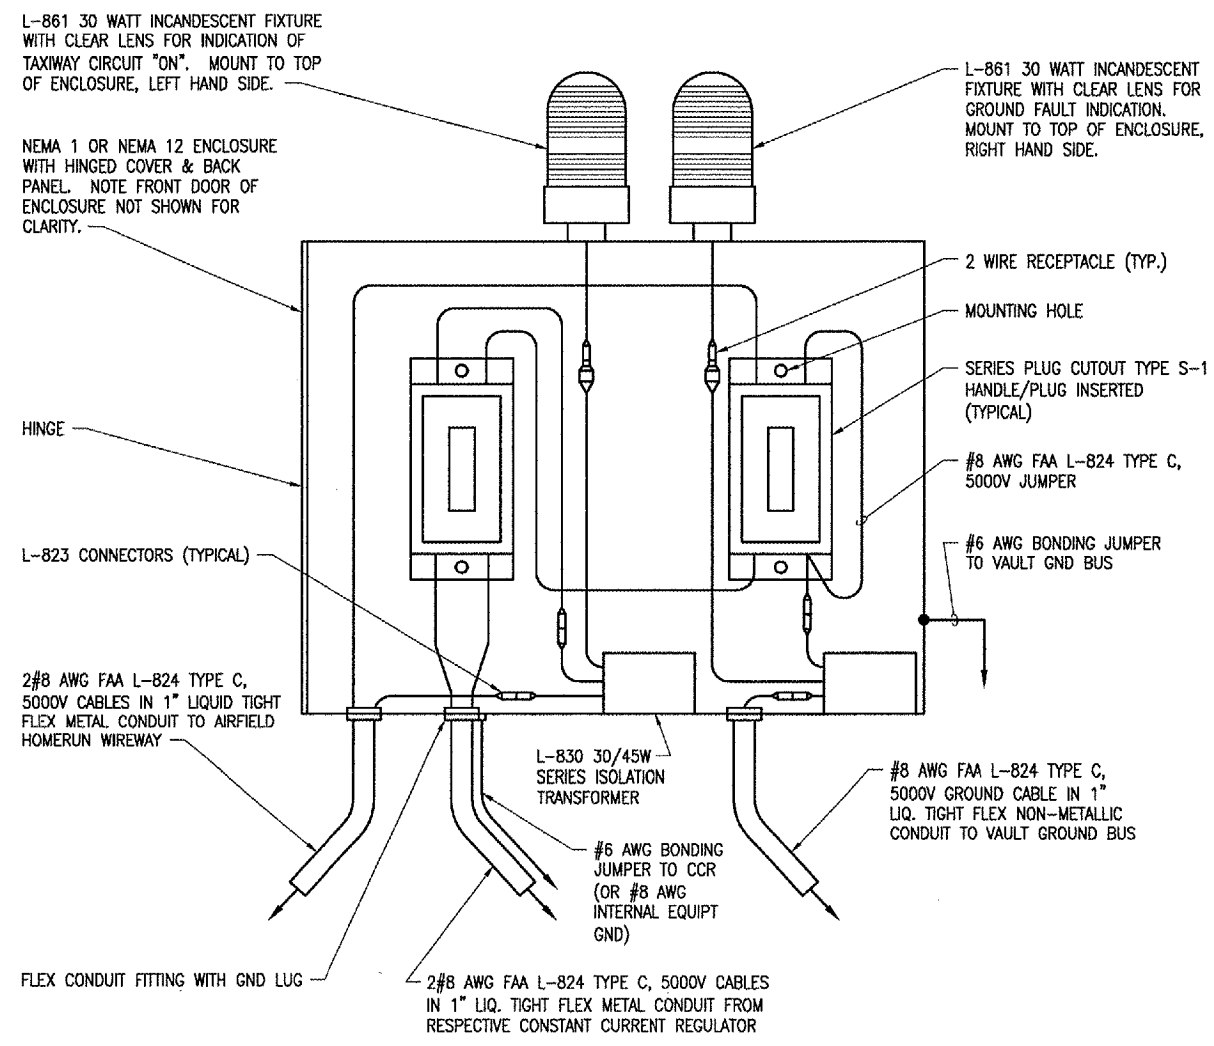 L-861 30 WATT INCANDESCENT FIXTURE
WITH CLEAR LENS FOR INDICATION OF
TAXIWAY CIRCUIT "ON". MOUNT TO TOP
OF ENCLOSURE, LEFT HAND SIDE.
NEMA 1 OR NEMA 12 ENCLOSURE
WITH HINGED COVER & BACK
PANEL. NOTE FRONT DOOR OF
ENCLOSURE NOT SHOWN FOR
CLARITY.
HINGE
L-823 CONNECTORS (TYPICAL)
2#8 AWG FAA L-824 TYPE C,
5000V CABLES IN 1" LIQUID TIGHT
FLEX METAL CONDUIT TO AIRFIELD
HOMERUN WIREWAY
FLEX CONDUIT FITTING WITH GND LUG
L-861 30 WATT INCANDESCENT
FIXTURE WITH CLEAR LENS FOR
GROUND FAULT INDICATION.
MOUNT TO TOP OF ENCLOSURE,
RIGHT HAND SIDE.
2 WIRE RECEPTACLE (TYP.)
MOUNTING HOLE
SERIES PLUG CUTOUT TYPE S-1
HANDLE/PLUG INSERTED
(TYPICAL)
#8 AWG FAA L-824 TYPE C,
5000V JUMPER
#6 AWG BONDING JUMPER
TO VAULT GND BUS
L-830 30/45W
SERIES ISOLATION
TRANSFORMER
#8 AWG FAA L-824 TYPE C,
5000V GROUND CABLE IN 1"
LIQ. TIGHT FLEX NON-METALLIC
CONDUIT TO VAULT GROUND BUS
#6 AWG BONDING
JUMPER TO CCR
(OR #8 AWG
INTERNAL EQUIPT
GND)
2#8 AWG FAA L-824 TYPE C, 5000V CABLES
IN 1" LIQ. TIGHT FLEX METAL CONDUIT FROM
RESPECTIVE CONSTANT CURRENT REGULATOR